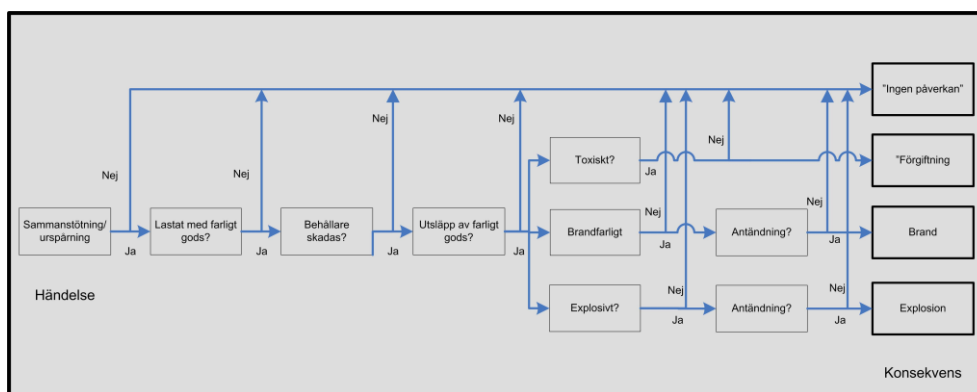 "Ingen påverkan"
Nej
Nej
Nej
Nej
Nej
Nej
Nej
Toxiskt?
Ja
"Förgiftning
Sammanstötning/
urspårning
Ja
Lastat med farligt
gods?
Ja
Behållare
skadas?
Ja
Utsläpp av farligt
gods?
Ja
Brandfarligt
Ja
Antändning?
Nej
Ja
Brand
Händelse
Explosivt?
Nej
Ja
Antändning?
Nej
Ja
Explosion
Konsekvens